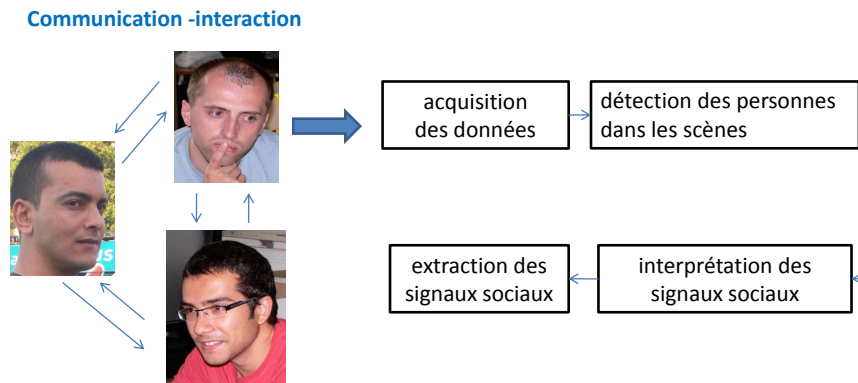 Communication -interaction
acquisition
des données
détection des personnes
dans les scènes
extraction des
signaux sociaux
interprétation des
signaux sociaux